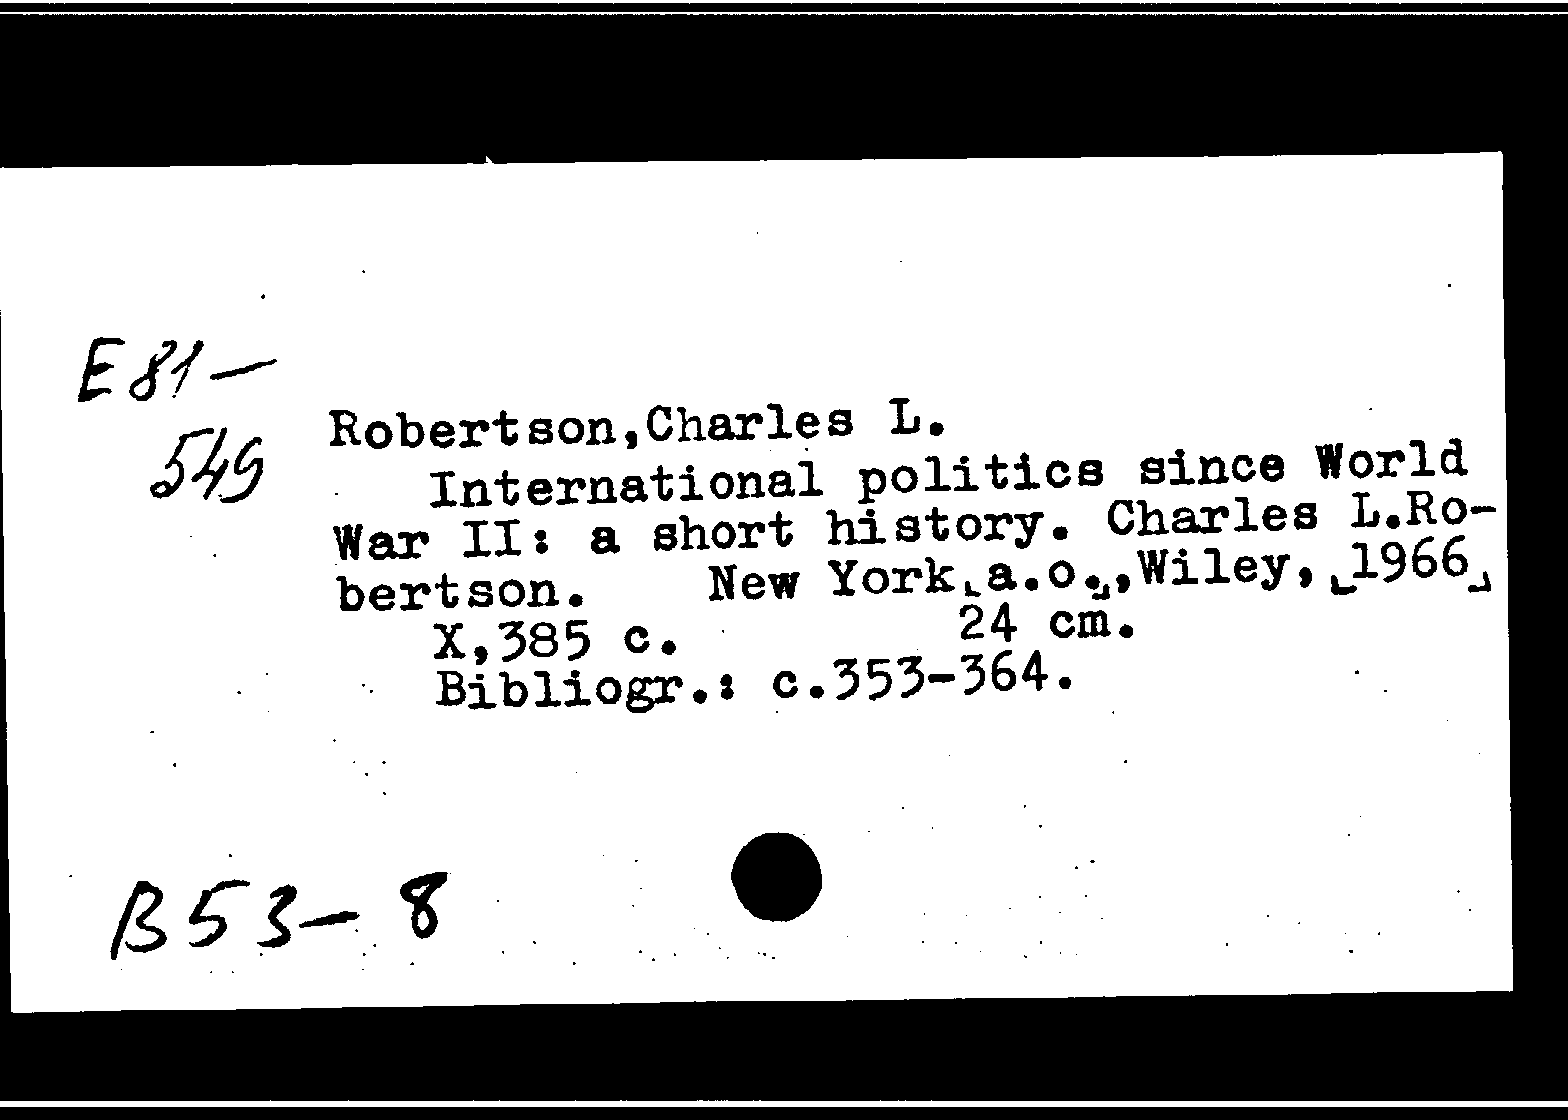 E 81-
549
Robertson,Charles L.
International politics since World
War II: a short history. Charles L.Ro-
bertson. New York[a.o.],Wiley,[1966]
X,385 c. 24 cm.
Bibliogr.: c.353-364.
B53-8